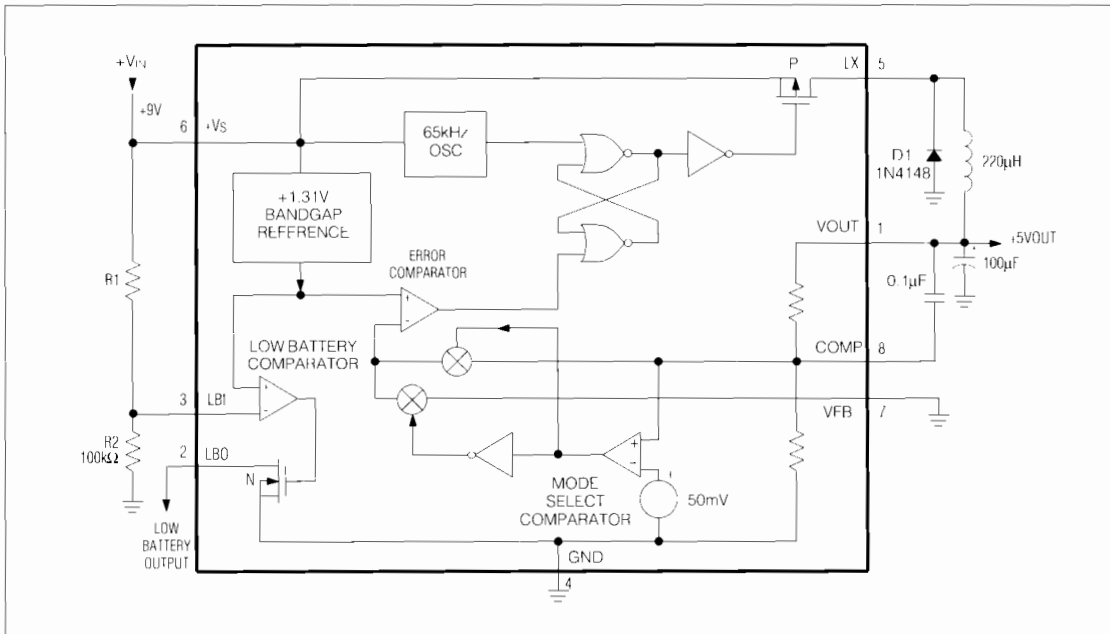 +VIN
+9V
6
+VS
65kHz
OSC
P
LX
5
D1
1N4148
220µH
+1.31V
BANDGAP
REFERENCE
VOUT
1
+5VOUT
+
100µF
0.1µF
R1
ERROR
COMPARATOR
+
-
LOW BATTERY
COMPARATOR
COMP
8
3
LBI
+
-
VFB
7
R2
100kΩ
2
LBO
N
+
-
+
50mV
MODE
SELECT
COMPARATOR
LOW
BATTERY
OUTPUT
GND
4